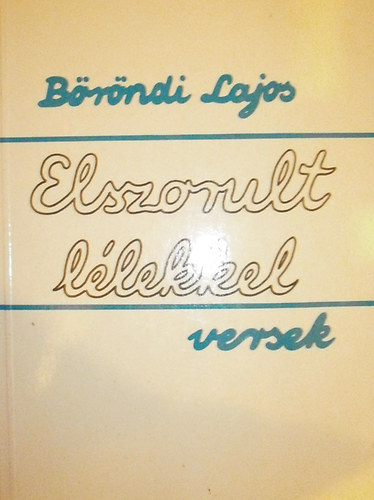 Böröndi Lajos
Elszorult
lélekkel
versek